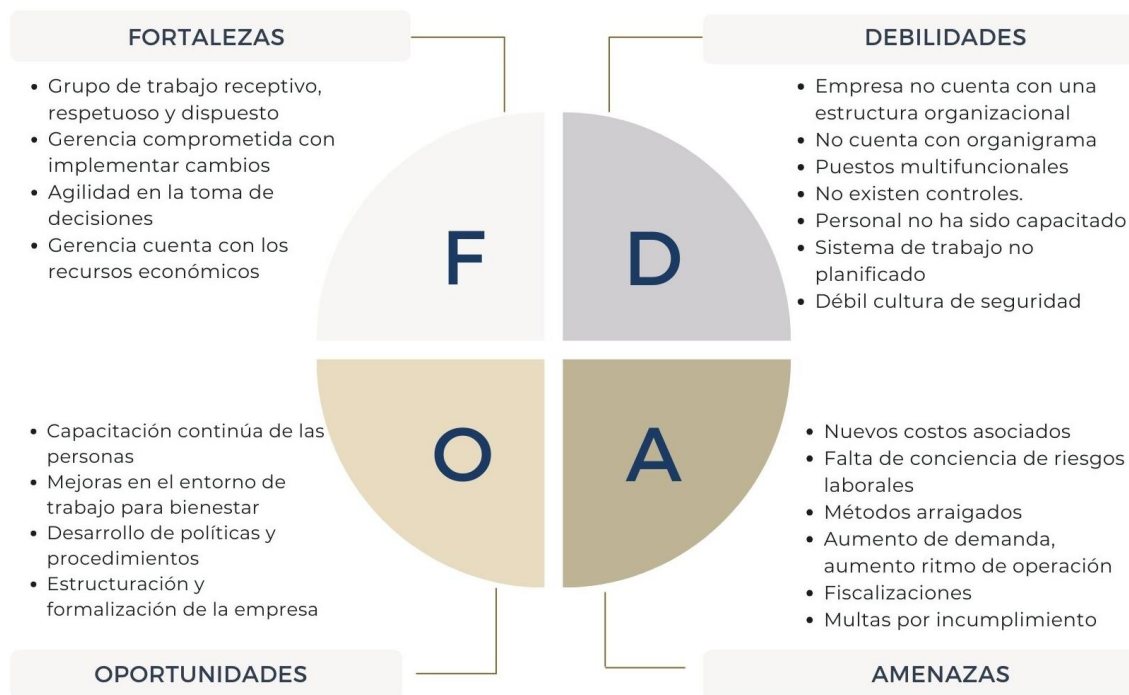 FORTALEZAS
• Grupo de trabajo receptivo,
respetuoso y dispuesto
• Gerencia comprometida con
implementar cambios
• Agilidad en la toma de
decisiones
• Gerencia cuenta con los
recursos económicos
DEBILIDADES
• Empresa no cuenta con una
estructura organizacional
• No cuenta con organigrama
• Puestos multifuncionales
• No existen controles.
• Personal no ha sido capacitado
• Sistema de trabajo no
planificado
• Débil cultura de seguridad
F
D
O
A
• Capacitación continúa de las
personas
• Mejoras en el entorno de
trabajo para bienestar
• Desarrollo de políticas y
procedimientos
• Estructuración y
formalización de la empresa
OPORTUNIDADES
• Nuevos costos asociados
• Falta de conciencia de riesgos
laborales
• Métodos arraigados
• Aumento de demanda,
aumento ritmo de operación
• Fiscalizaciones
• Multas por incumplimiento
AMENAZAS